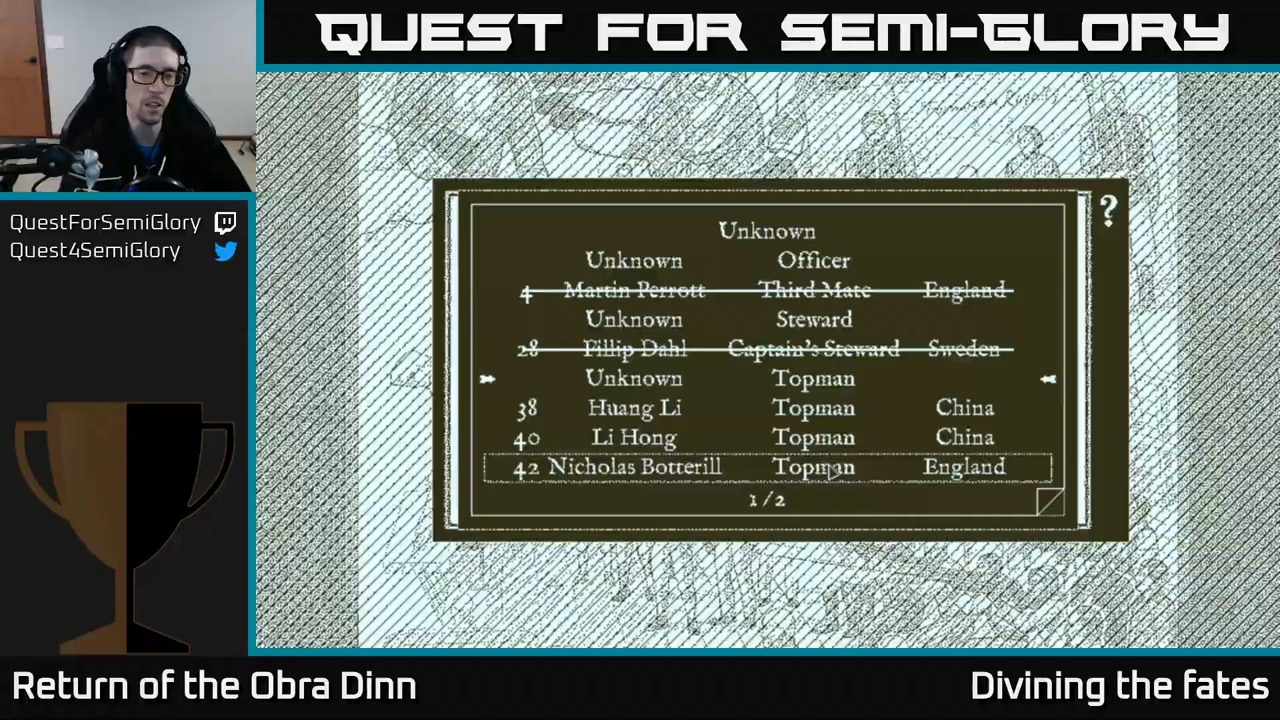 QUEST FOR SEMI-GLORY
QuestForSemiGlory
Quest4SemiGlory
?
Unknown
Unknown Officer
4 Martin Perrott Third Mate England
Unknown Steward
28 Fillip Dahl Captain's Steward Sweden
Unknown Topman
38 Huang Li Topman China
40 Li Hong Topman China
42 Nicholas Botterill Topman England
1/2
Return of the Obra Dinn
Divining the fates